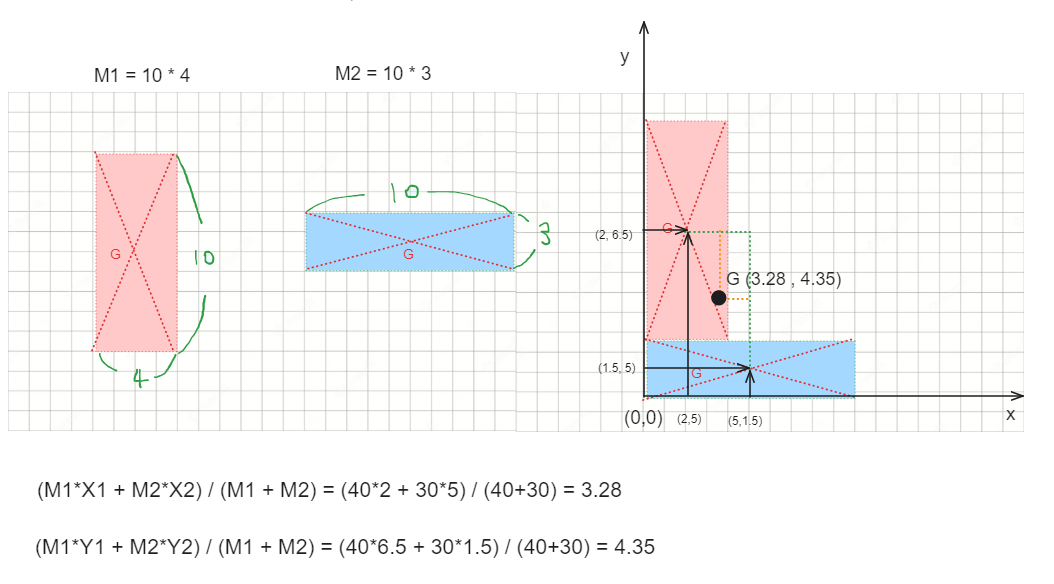 M1 = 10 * 4
M2 = 10 * 3
y
10
3
G
G
10
4
(2, 6.5)
G
G (3.28 , 4.35)
(1.5, 5)
G
(0,0)
(2,5)
(5,1.5)
x
(M1*X1 + M2*X2) / (M1 + M2) = (40*2 + 30*5) / (40+30) = 3.28
(M1*Y1 + M2*Y2) / (M1 + M2) = (40*6.5 + 30*1.5) / (40+30) = 4.35